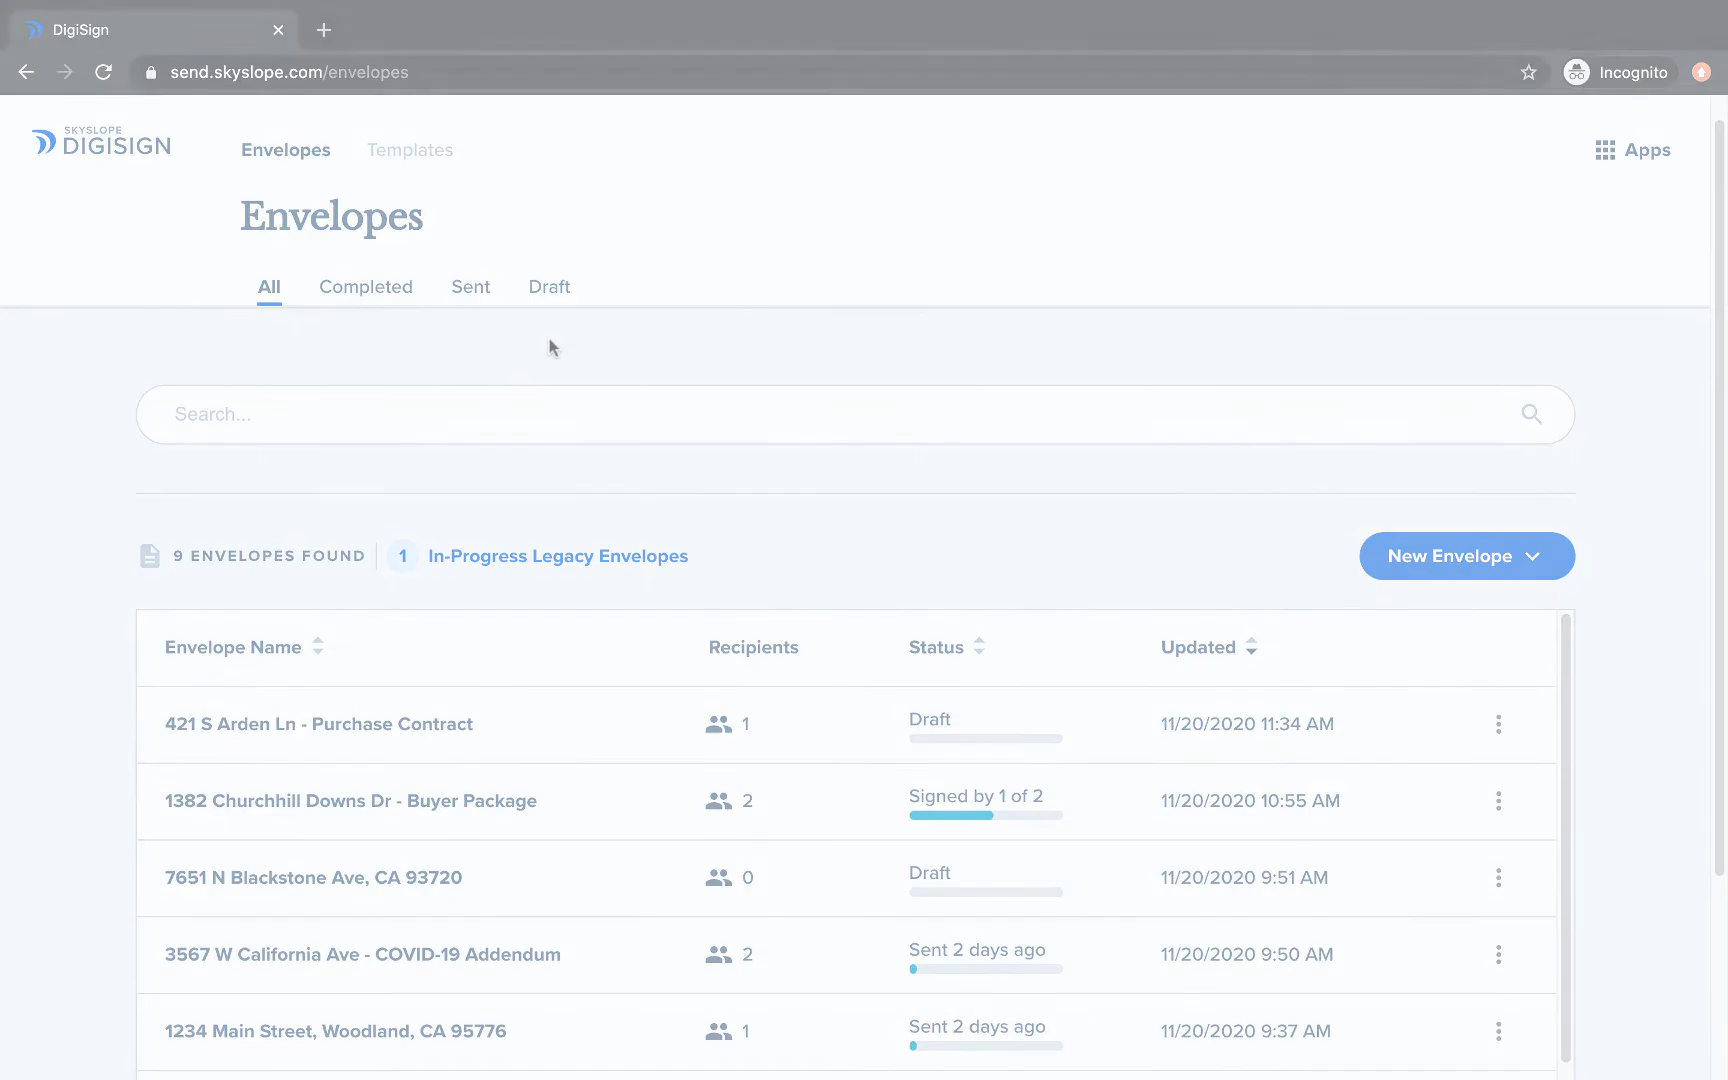 DigiSign
send.skyslope.com/envelopes
Incognito
SKYSLOPE
DIGISIGN
Envelopes
Templates
Apps
Envelopes
All
Completed
Sent
Draft
Search...
9 ENVELOPES FOUND
1
In-Progress Legacy Envelopes
New Envelope
Envelope Name
Recipients
Status
Updated
421 S Arden Ln - Purchase Contract
1
Draft
11/20/2020 11:34 AM
1382 Churchhill Downs Dr - Buyer Package
2
Signed by 1 of 2
11/20/2020 10:55 AM
7651 N Blackstone Ave, CA 93720
0
Draft
11/20/2020 9:51 AM
3567 W California Ave - COVID-19 Addendum
2
Sent 2 days ago
11/20/2020 9:50 AM
1234 Main Street, Woodland, CA 95776
1
Sent 2 days ago
11/20/2020 9:37 AM